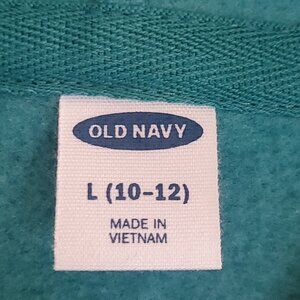 OLD NAVY
L (10-12)
MADE IN
VIETNAM